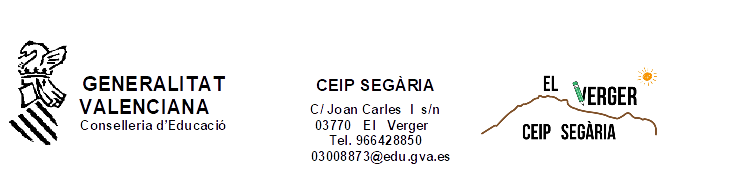 GENERALITAT
VALENCIANA
Conselleria d'Educació
CEIP SEGÀRIA
C/ Joan Carles I s/n
03770 El Verger
Tel. 966428850
03008873@edu.gva.es
EL VERGER
CEIP SEGÀRIA